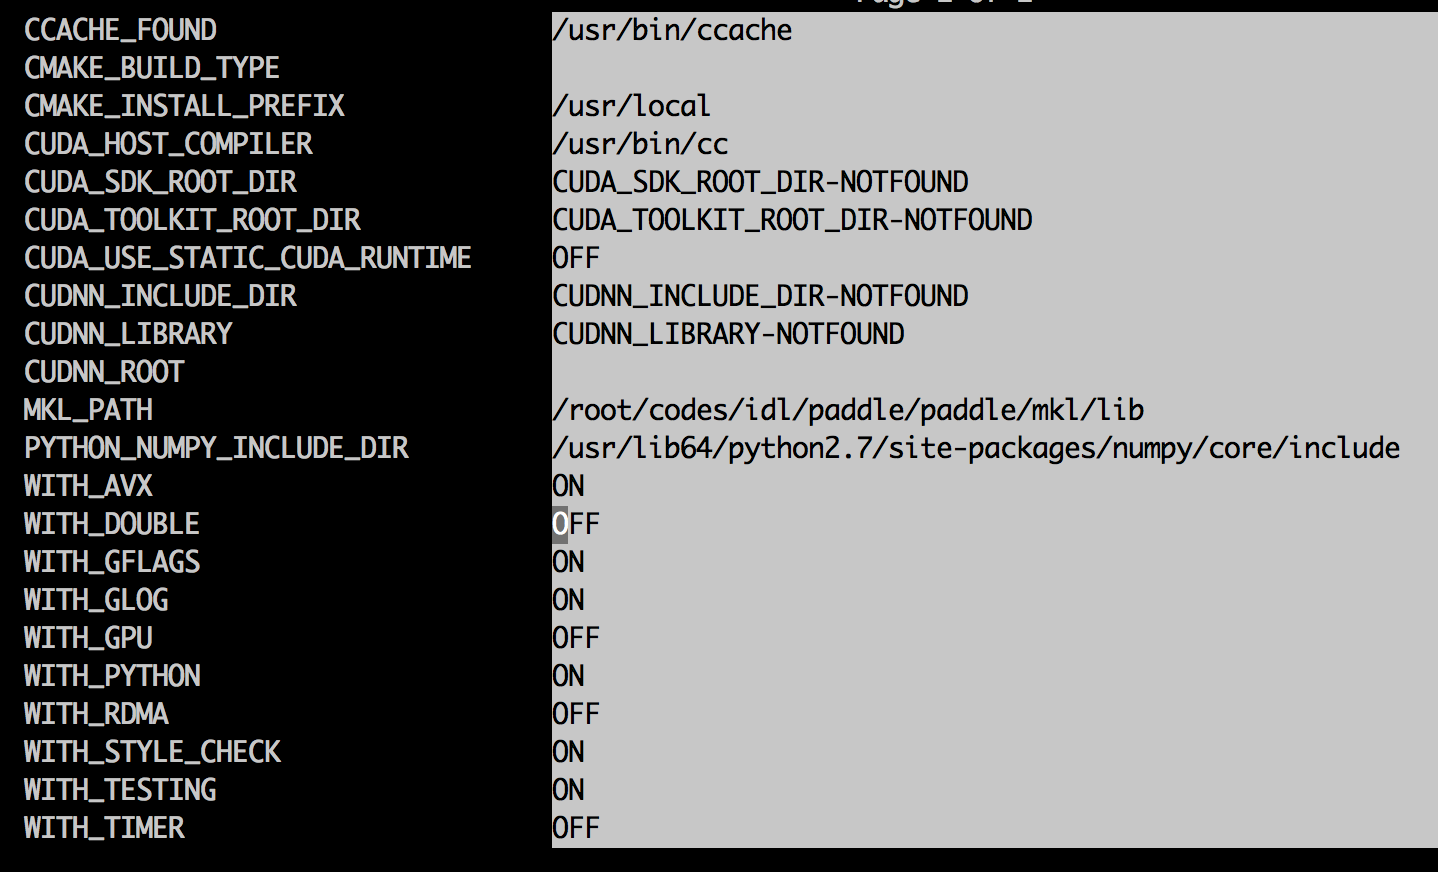 CCACHE_FOUND /usr/bin/ccache
CMAKE_BUILD_TYPE
CMAKE_INSTALL_PREFIX /usr/local
CUDA_HOST_COMPILER /usr/bin/cc
CUDA_SDK_ROOT_DIR CUDA_SDK_ROOT_DIR-NOTFOUND
CUDA_TOOLKIT_ROOT_DIR CUDA_TOOLKIT_ROOT_DIR-NOTFOUND
CUDA_USE_STATIC_CUDA_RUNTIME OFF
CUDNN_INCLUDE_DIR CUDNN_INCLUDE_DIR-NOTFOUND
CUDNN_LIBRARY CUDNN_LIBRARY-NOTFOUND
CUDNN_ROOT
MKL_PATH /root/codes/idl/paddle/paddle/mkl/lib
PYTHON_NUMPY_INCLUDE_DIR /usr/lib64/python2.7/site-packages/numpy/core/include
WITH_AVX ON
WITH_DOUBLE OFF
WITH_GFLAGS ON
WITH_GLOG ON
WITH_GPU OFF
WITH_PYTHON ON
WITH_RDMA OFF
WITH_STYLE_CHECK ON
WITH_TESTING ON
WITH_TIMER OFF